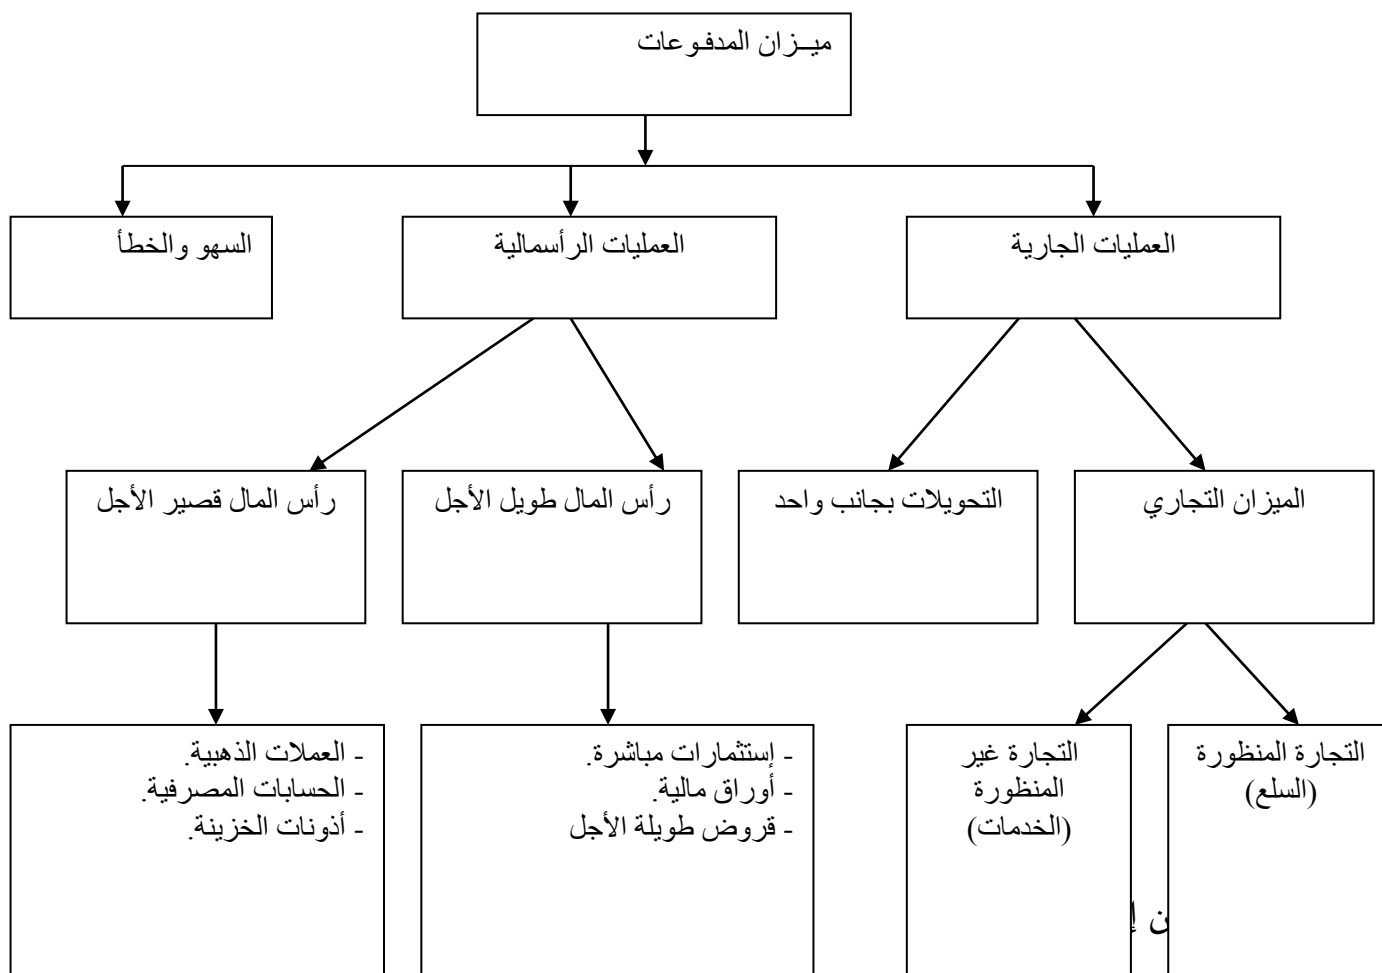 ميــزان المدفـوعات
العمليات الجارية
العمليات الرأسمالية
السهو والخطأ
الميزان التجاري
التحويلات بجانب واحد
رأس المال طويل الأجل
رأس المال قصير الأجل
التجارة المنظورة
(السلع)
التجارة غير
المنظورة
(الخدمات)
- إستثمارات مباشرة.
- أوراق مالية.
- قروض طويلة الأجل
- العملات الذهبية.
- الحسابات المصرفية.
- أذونات الخزينة.